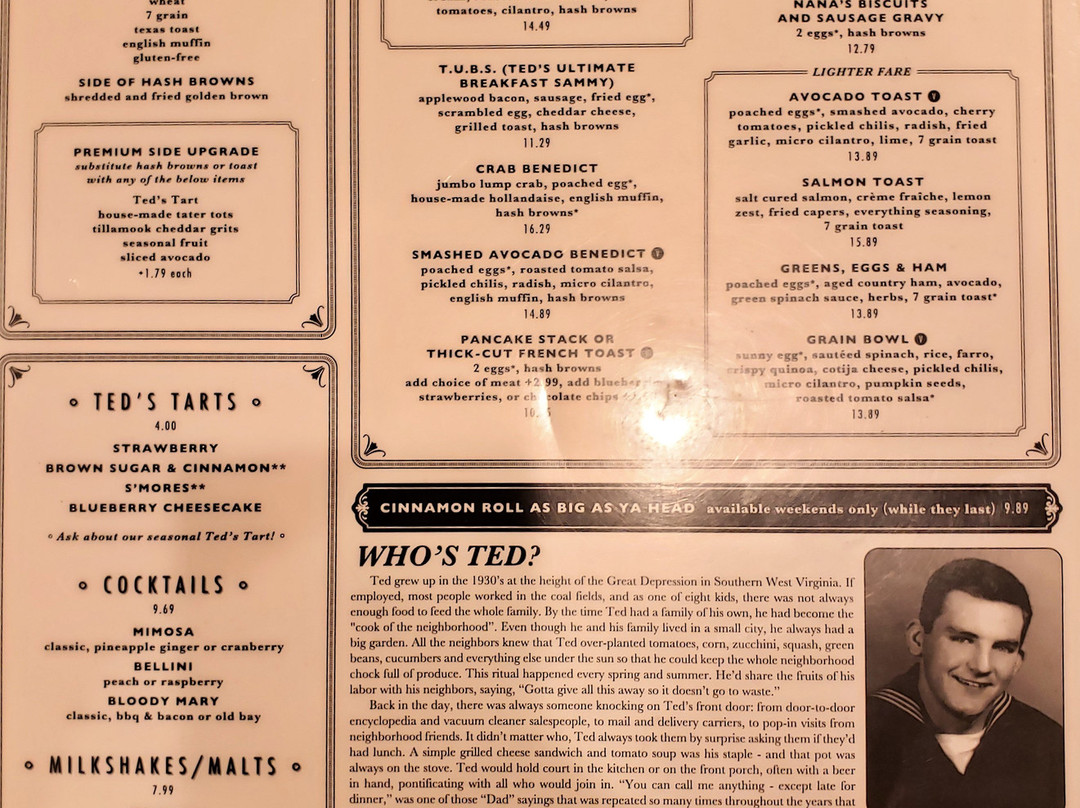 wheat
7 grain
texas toast
english muffin
gluten-free
SIDE OF HASH BROWNS
shredded and fried golden brown
PREMIUM SIDE UPGRADE
substitute hash browns or toast
with any of the below items
Ted's Tart
house-made tater tots
tillamook cheddar grits
seasonal fruit
sliced avocado
+1.79 each
TED'S TARTS
4.00
STRAWBERRY
BROWN SUGAR & CINNAMON**
S'MORES**
BLUEBERRY CHEESECAKE
Ask about our seasonal Ted's Tart!
COCKTAILS
9.69
MIMOSA
classic, pineapple ginger or cranberry
BELLINI
peach or raspberry
BLOODY MARY
classic, bbq & bacon or old bay
MILKSHAKES/MALTS
7.99
tomatoes, cilantro, hash browns
14.49
T.U.B.S. (TED'S ULTIMATE
BREAKFAST SAMMY)
applewood bacon, sausage, fried egg*,
scrambled egg, cheddar cheese,
grilled toast, hash browns
11.29
CRAB BENEDICT
jumbo lump crab, poached egg*,
house-made hollandaise, english muffin,
hash browns*
16.29
SMASHED AVOCADO BENEDICT V
poached eggs*, roasted tomato salsa,
pickled chilis, radish, micro cilantro,
english muffin, hash browns
14.89
PANCAKE STACK OR
THICK-CUT FRENCH TOAST V
2 eggs*, hash browns
add choice of meat +2.99, add
strawberries, or chocolate chips
NANA'S BISCUITS
AND SAUSAGE GRAVY
2 eggs*, hash browns
12.79
LIGHTER FARE
AVOCADO TOAST V
poached eggs*, smashed avocado, cherry
tomatoes, pickled chilis, radish, fried
garlic, micro cilantro, lime, 7 grain toast
13.89
SALMON TOAST
salt cured salmon, crème fraîche, lemon
zest, fried capers, everything seasoning,
7 grain toast
15.89
GREENS, EGGS & HAM
poached eggs*, aged country ham, avocado,
green spinach sauce, herbs, 7 grain toast*
13.89
GRAIN BOWL V
sunny egg*, sautéed spinach, rice, farro,
crispy quinoa, cotija cheese, pickled chilis,
micro cilantro, pumpkin seeds,
roasted tomato salsa*
13.89
CINNAMON ROLL AS BIG AS YA HEAD available weekends only (while they last) 9.89
WHO'S TED?
Ted grew up in the 1930's at the height of the Great Depression in Southern West Virginia. If
employed, most people worked in the coal fields, and as one of eight kids, there was not always
enough food to feed the whole family. By the time Ted had a family of his own, he had become the
"cook of the neighborhood". Even though he and his family lived in a small city, he always had a
big garden. All the neighbors knew that Ted over-planted tomatoes, corn, zucchini, squash, green
beans, cucumbers and everything else under the sun so that he could keep the whole neighborhood
chock full of produce. This ritual happened every spring and summer. He'd share the fruits of his
labor with his neighbors, saying, "Gotta give all this away so it doesn't go to waste."
Back in the day, there was always someone knocking on Ted's front door: from door-to-door
encyclopedia and vacuum cleaner salespeople, to mail and delivery carriers, to pop-in visits from
neighborhood friends. It didn't matter who, Ted always took them by surprise asking them if they'd
had lunch. A simple grilled cheese sandwich and tomato soup was his staple - and that pot was
always on the stove. Ted would hold court in the kitchen or on the front porch, often with a beer
in hand, pontificating with all who would join in. "You can call me anything - except late for
dinner," was one of those "Dad" sayings that was repeated so many times throughout the years that